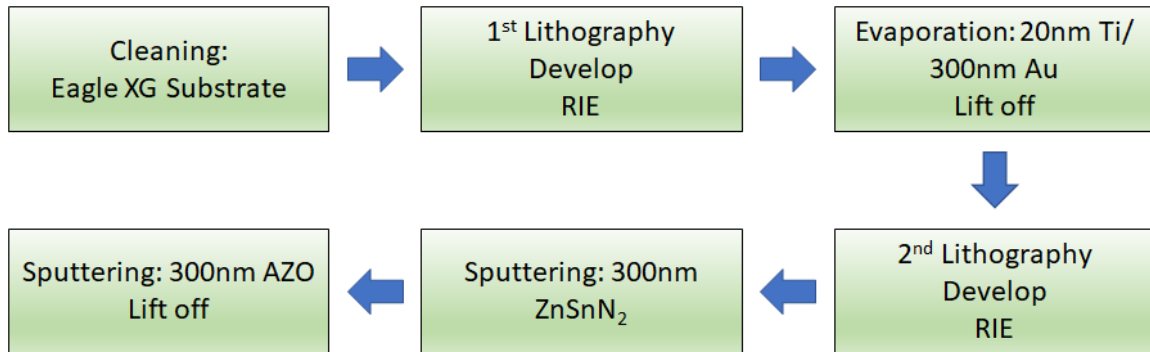 Cleaning:
Eagle XG Substrate
1st Lithography
Develop
RIE
Evaporation: 20nm Ti/
300nm Au
Lift off
2nd Lithography
Develop
RIE
Sputtering: 300nm
ZnSnN2
Sputtering: 300nm AZO
Lift off